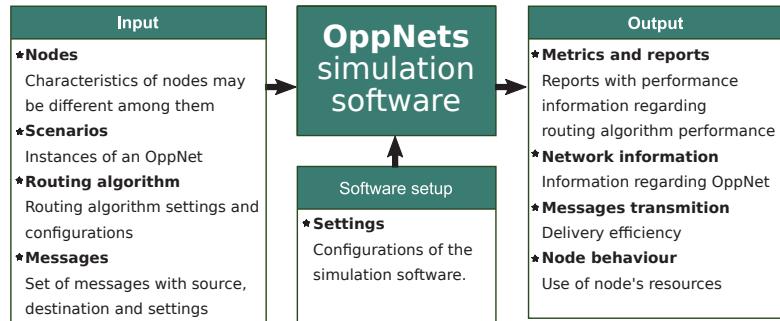 Input
Nodes
Characteristics of nodes may
be different among them
Scenarios
Instances of an OppNet
Routing algorithm
Routing algorithm settings and
configurations
Messages
Set of messages with source,
destination and settings
OppNets
simulation
software
Software setup
Settings
Configurations of the
simulation software.
Output
Metrics and reports
Reports with performance
information regarding
routing algorithm performance
Network information
Information regarding OppNet
Messages transmition
Delivery efficiency
Node behaviour
Use of node's resources